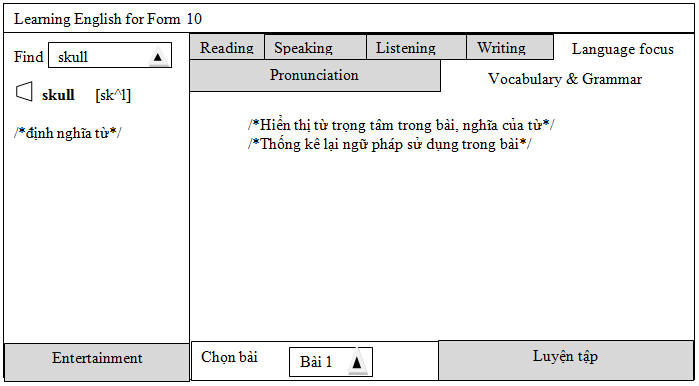 Learning English for Form 10
Find skull
skull [sk^l]
/*định nghĩa từ*/
Entertainment
Reading Speaking Listening Writing Language focus
Pronunciation Vocabulary & Grammar
/*Hiển thị từ trọng tâm trong bài, nghĩa của từ*/
/*Thống kê lại ngữ pháp sử dụng trong bài*/
Chọn bài Bài 1 Luyện tập